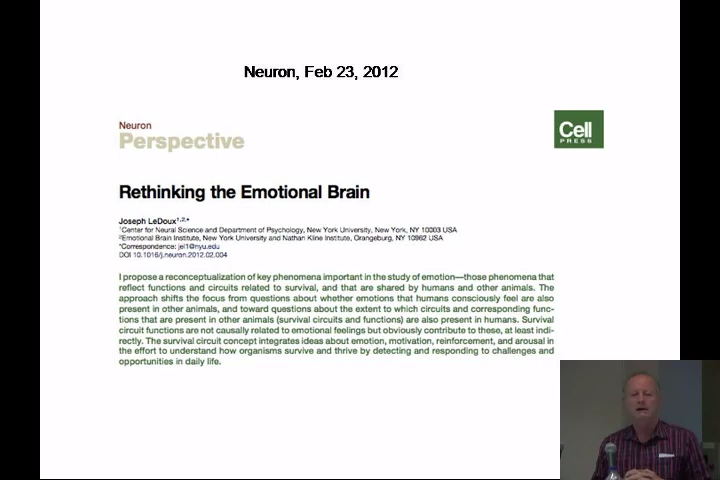 Neuron, Feb 23, 2012
Neuron
Perspective
Cell
PRESS
Rethinking the Emotional Brain
Joseph LeDoux1,2,*
1Center for Neural Science and Department of Psychology, New York University, New York, NY 10003 USA
2Emotional Brain Institute, New York University and Nathan Kline Institute, Orangeburg, NY 10962 USA
*Correspondence: jel1@nyu.edu
DOI 10.1016/j.neuron.2012.02.004
I propose a reconceptualization of key phenomena important in the study of emotion—those phenomena that
reflect functions and circuits related to survival, and that are shared by humans and other animals. The
approach shifts the focus from questions about whether emotions that humans consciously feel are also
present in other animals, and toward questions about the extent to which circuits and corresponding func-
tions that are present in other animals (survival circuits and functions) are also present in humans. Survival
circuit functions are not causally related to emotional feelings but obviously contribute to these, at least indi-
rectly. The survival circuit concept integrates ideas about emotion, motivation, reinforcement, and arousal in
the effort to understand how organisms survive and thrive by detecting and responding to challenges and
opportunities in daily life.